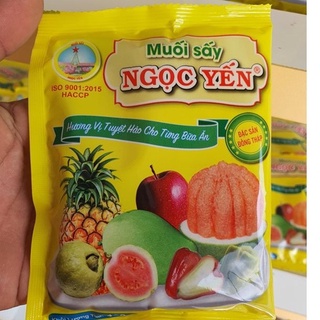 Muối sấy
NGỌC YẾN®
ISO 9001:2015
HACCP
Hương Vị Tuyệt Hảo Cho Từng Bữa Ăn
ĐẶC SẢN
ĐỒNG THÁP